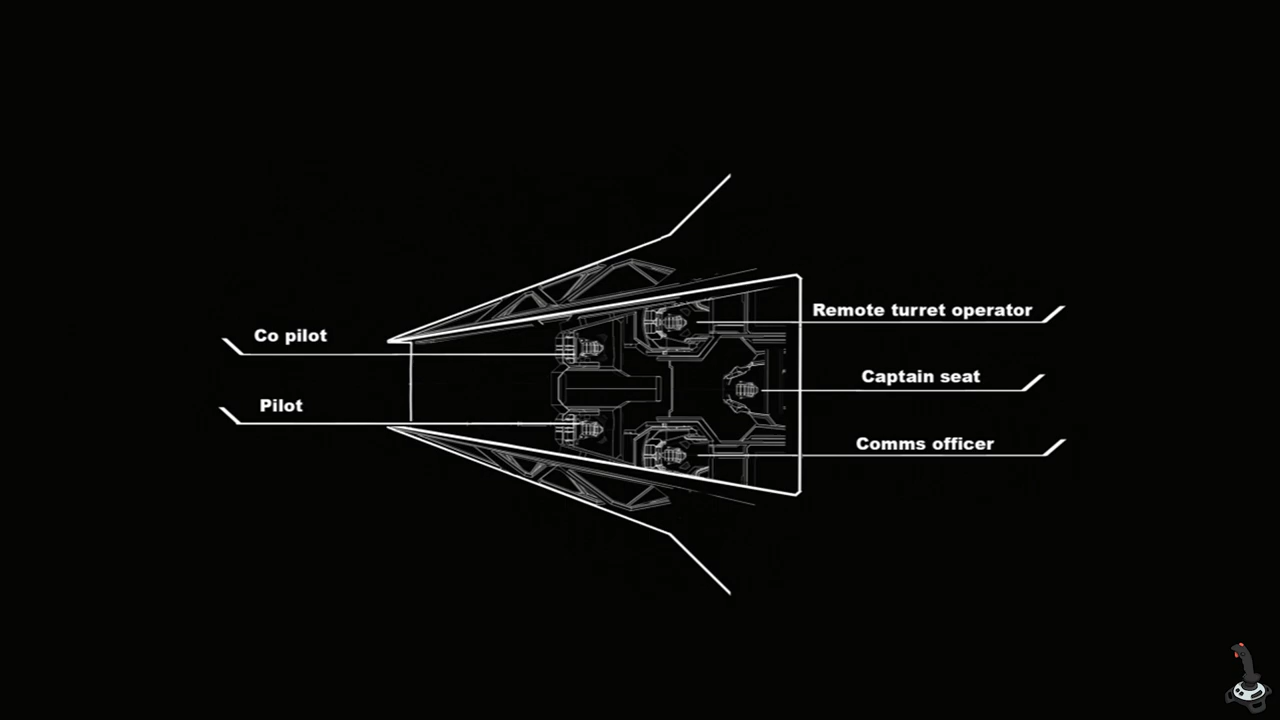 Remote turret operator
Co pilot
Captain seat
Pilot
Comms officer